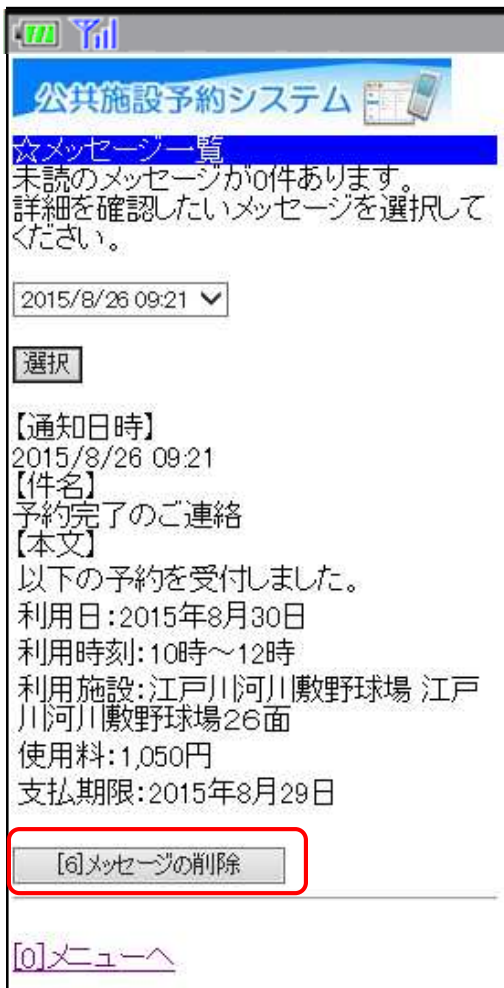 公共施設予約システム
☆メッセージ一覧
未読のメッセージが0件あります。
詳細を確認したいメッセージを選択して
ください。
2015/8/26 09:21
選択
【通知日時】
2015/8/26 09:21
【件名】
予約完了のご連絡
【本文】
以下の予約を受付しました。
利用日:2015年8月30日
利用時刻:10時～12時
利用施設:江戸川河川敷野球場 江戸
川河川敷野球場26面
使用料:1,050円
支払期限:2015年8月29日
[6]メッセージの削除
[0]メニューへ